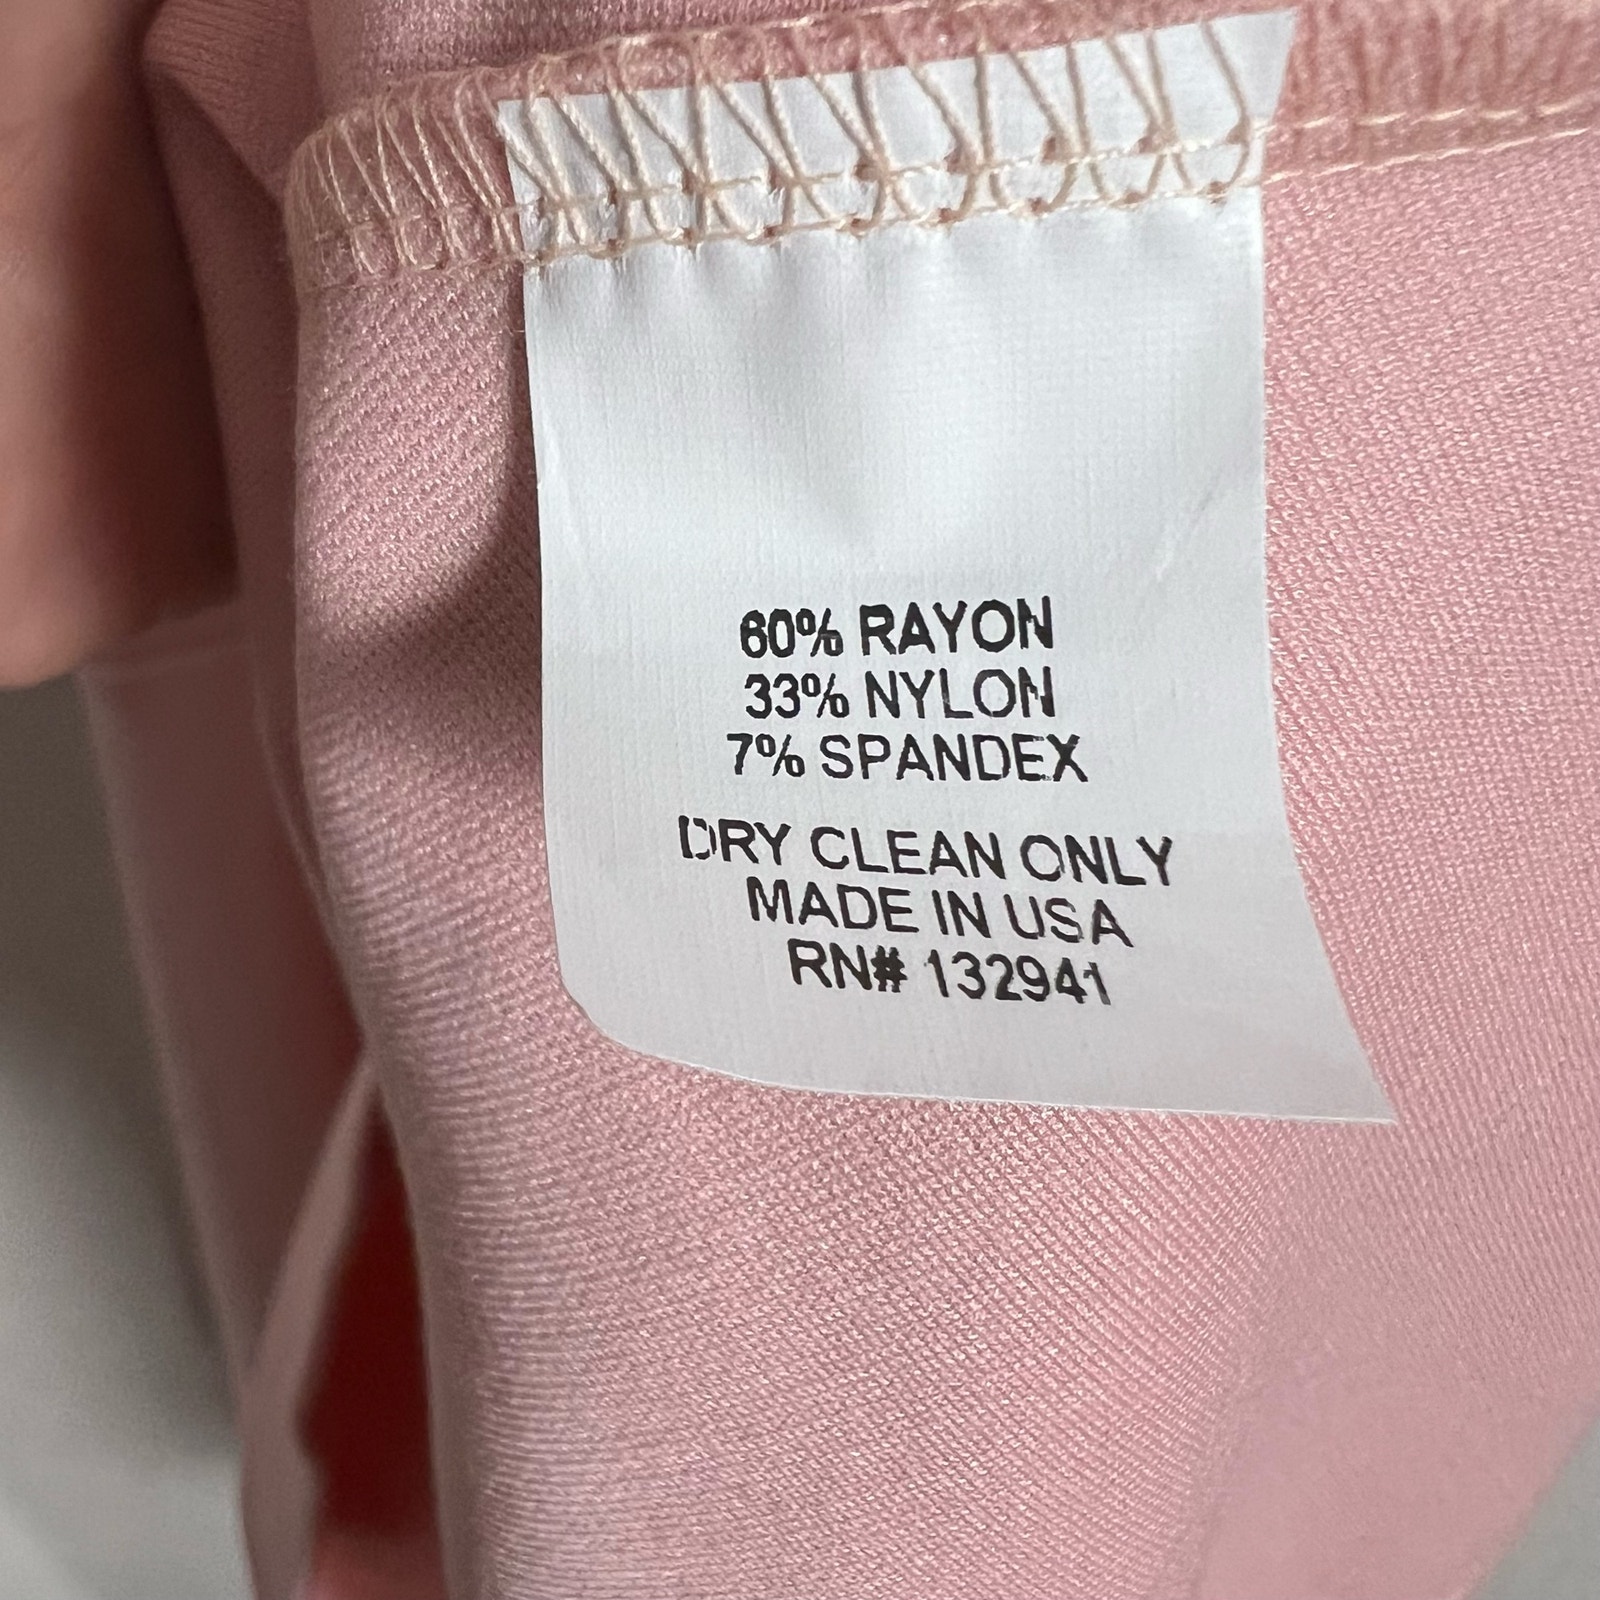 60% RAYON
33% NYLON
7% SPANDEX
DRY CLEAN ONLY
MADE IN USA
RN# 132941